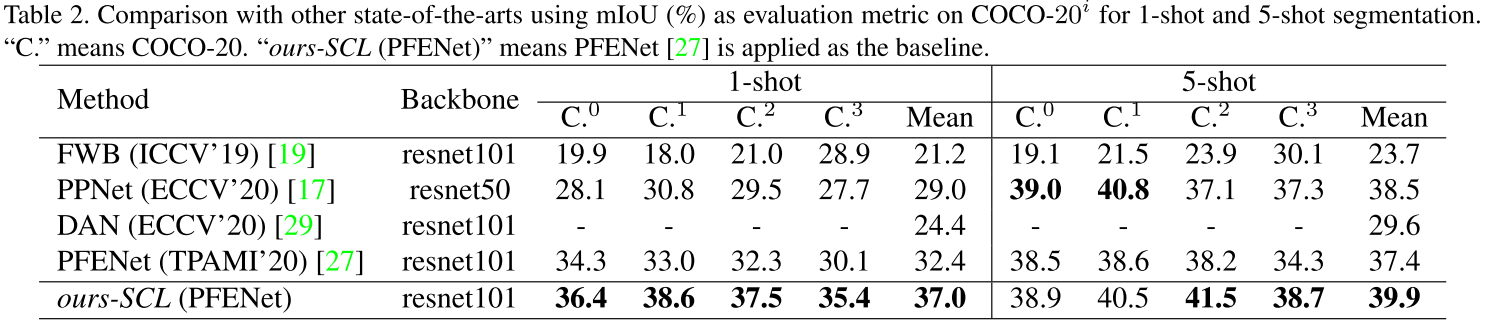 Table 2. Comparison with other state-of-the-arts using mIoU (%) as evaluation metric on COCO-20^i for 1-shot and 5-shot segmentation.
“C.” means COCO-20. “ours-SCL (PFENet)” means PFENet [27] is applied as the baseline.
Method Backbone 1-shot 5-shot
C.^0 C.^1 C.^2 C.^3 Mean C.^0 C.^1 C.^2 C.^3 Mean
FWB (ICCV’19) [19] resnet101 19.9 18.0 21.0 28.9 21.2 19.1 21.5 23.9 30.1 23.7
PPNet (ECCV’20) [17] resnet50 28.1 30.8 29.5 27.7 29.0 39.0 40.8 37.1 37.3 38.5
DAN (ECCV’20) [29] resnet101 - - - - 24.4 - - - - 29.6
PFENet (TPAMI’20) [27] resnet101 34.3 33.0 32.3 30.1 32.4 38.5 38.6 38.2 34.3 37.4
ours-SCL (PFENet) resnet101 36.4 38.6 37.5 35.4 37.0 38.9 40.5 41.5 38.7 39.9